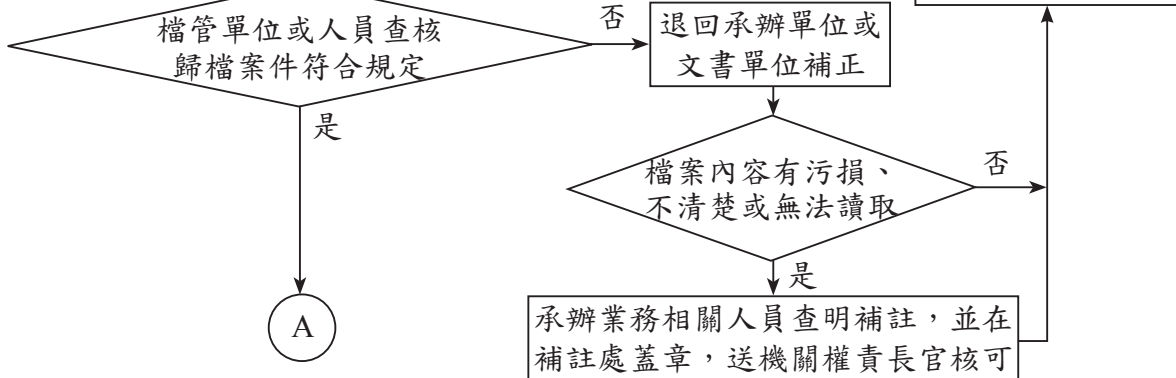 檔管單位或人員查核
歸檔案件符合規定
否
退回承辦單位或
文書單位補正
是
檔案內容有污損、
不清楚或無法讀取
否
是
A
承辦業務相關人員查明補註，並在
補註處蓋章，送機關權責長官核可